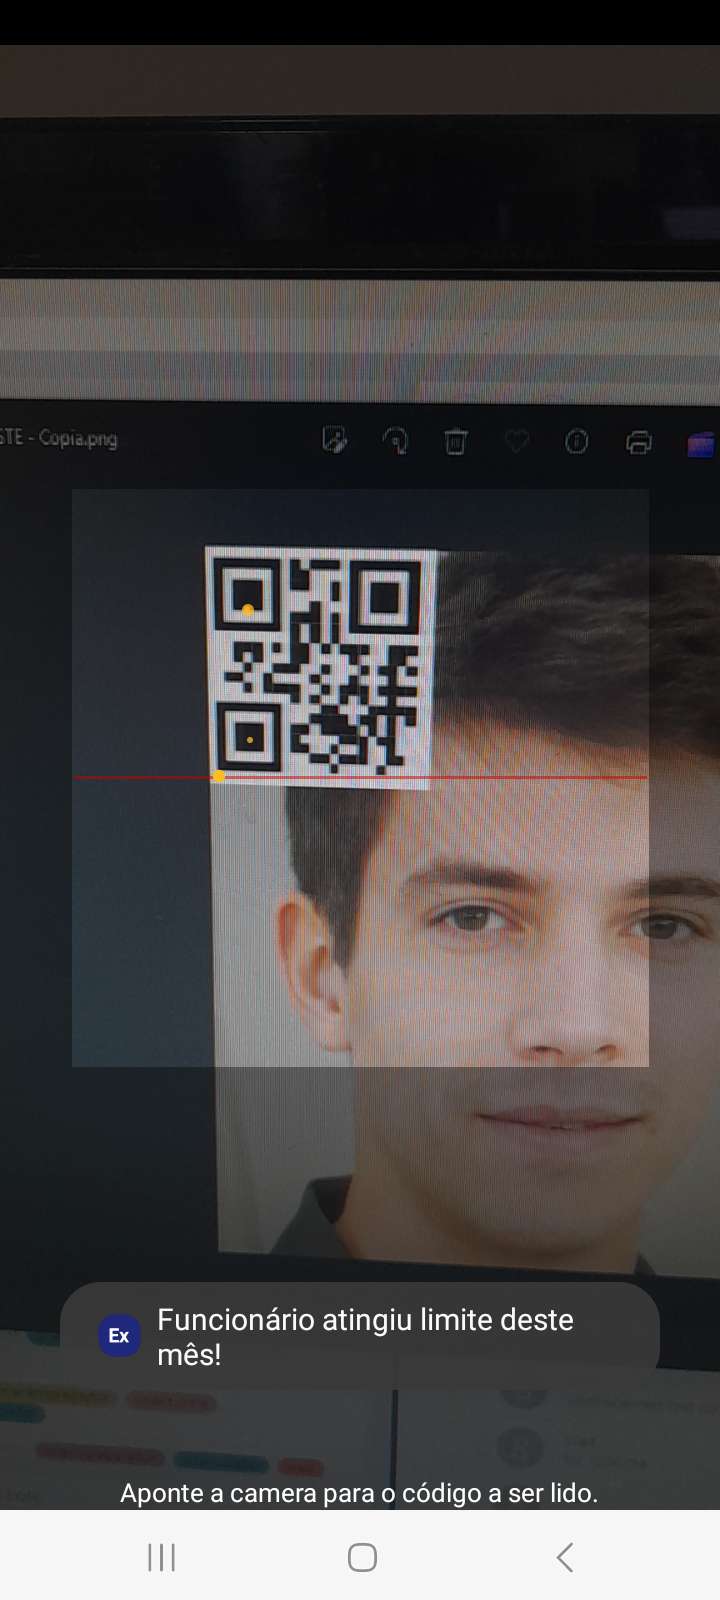 STE - Copia.png
Ex
Funcionário atingiu limite deste
mês!
Aponte a camera para o código a ser lido.